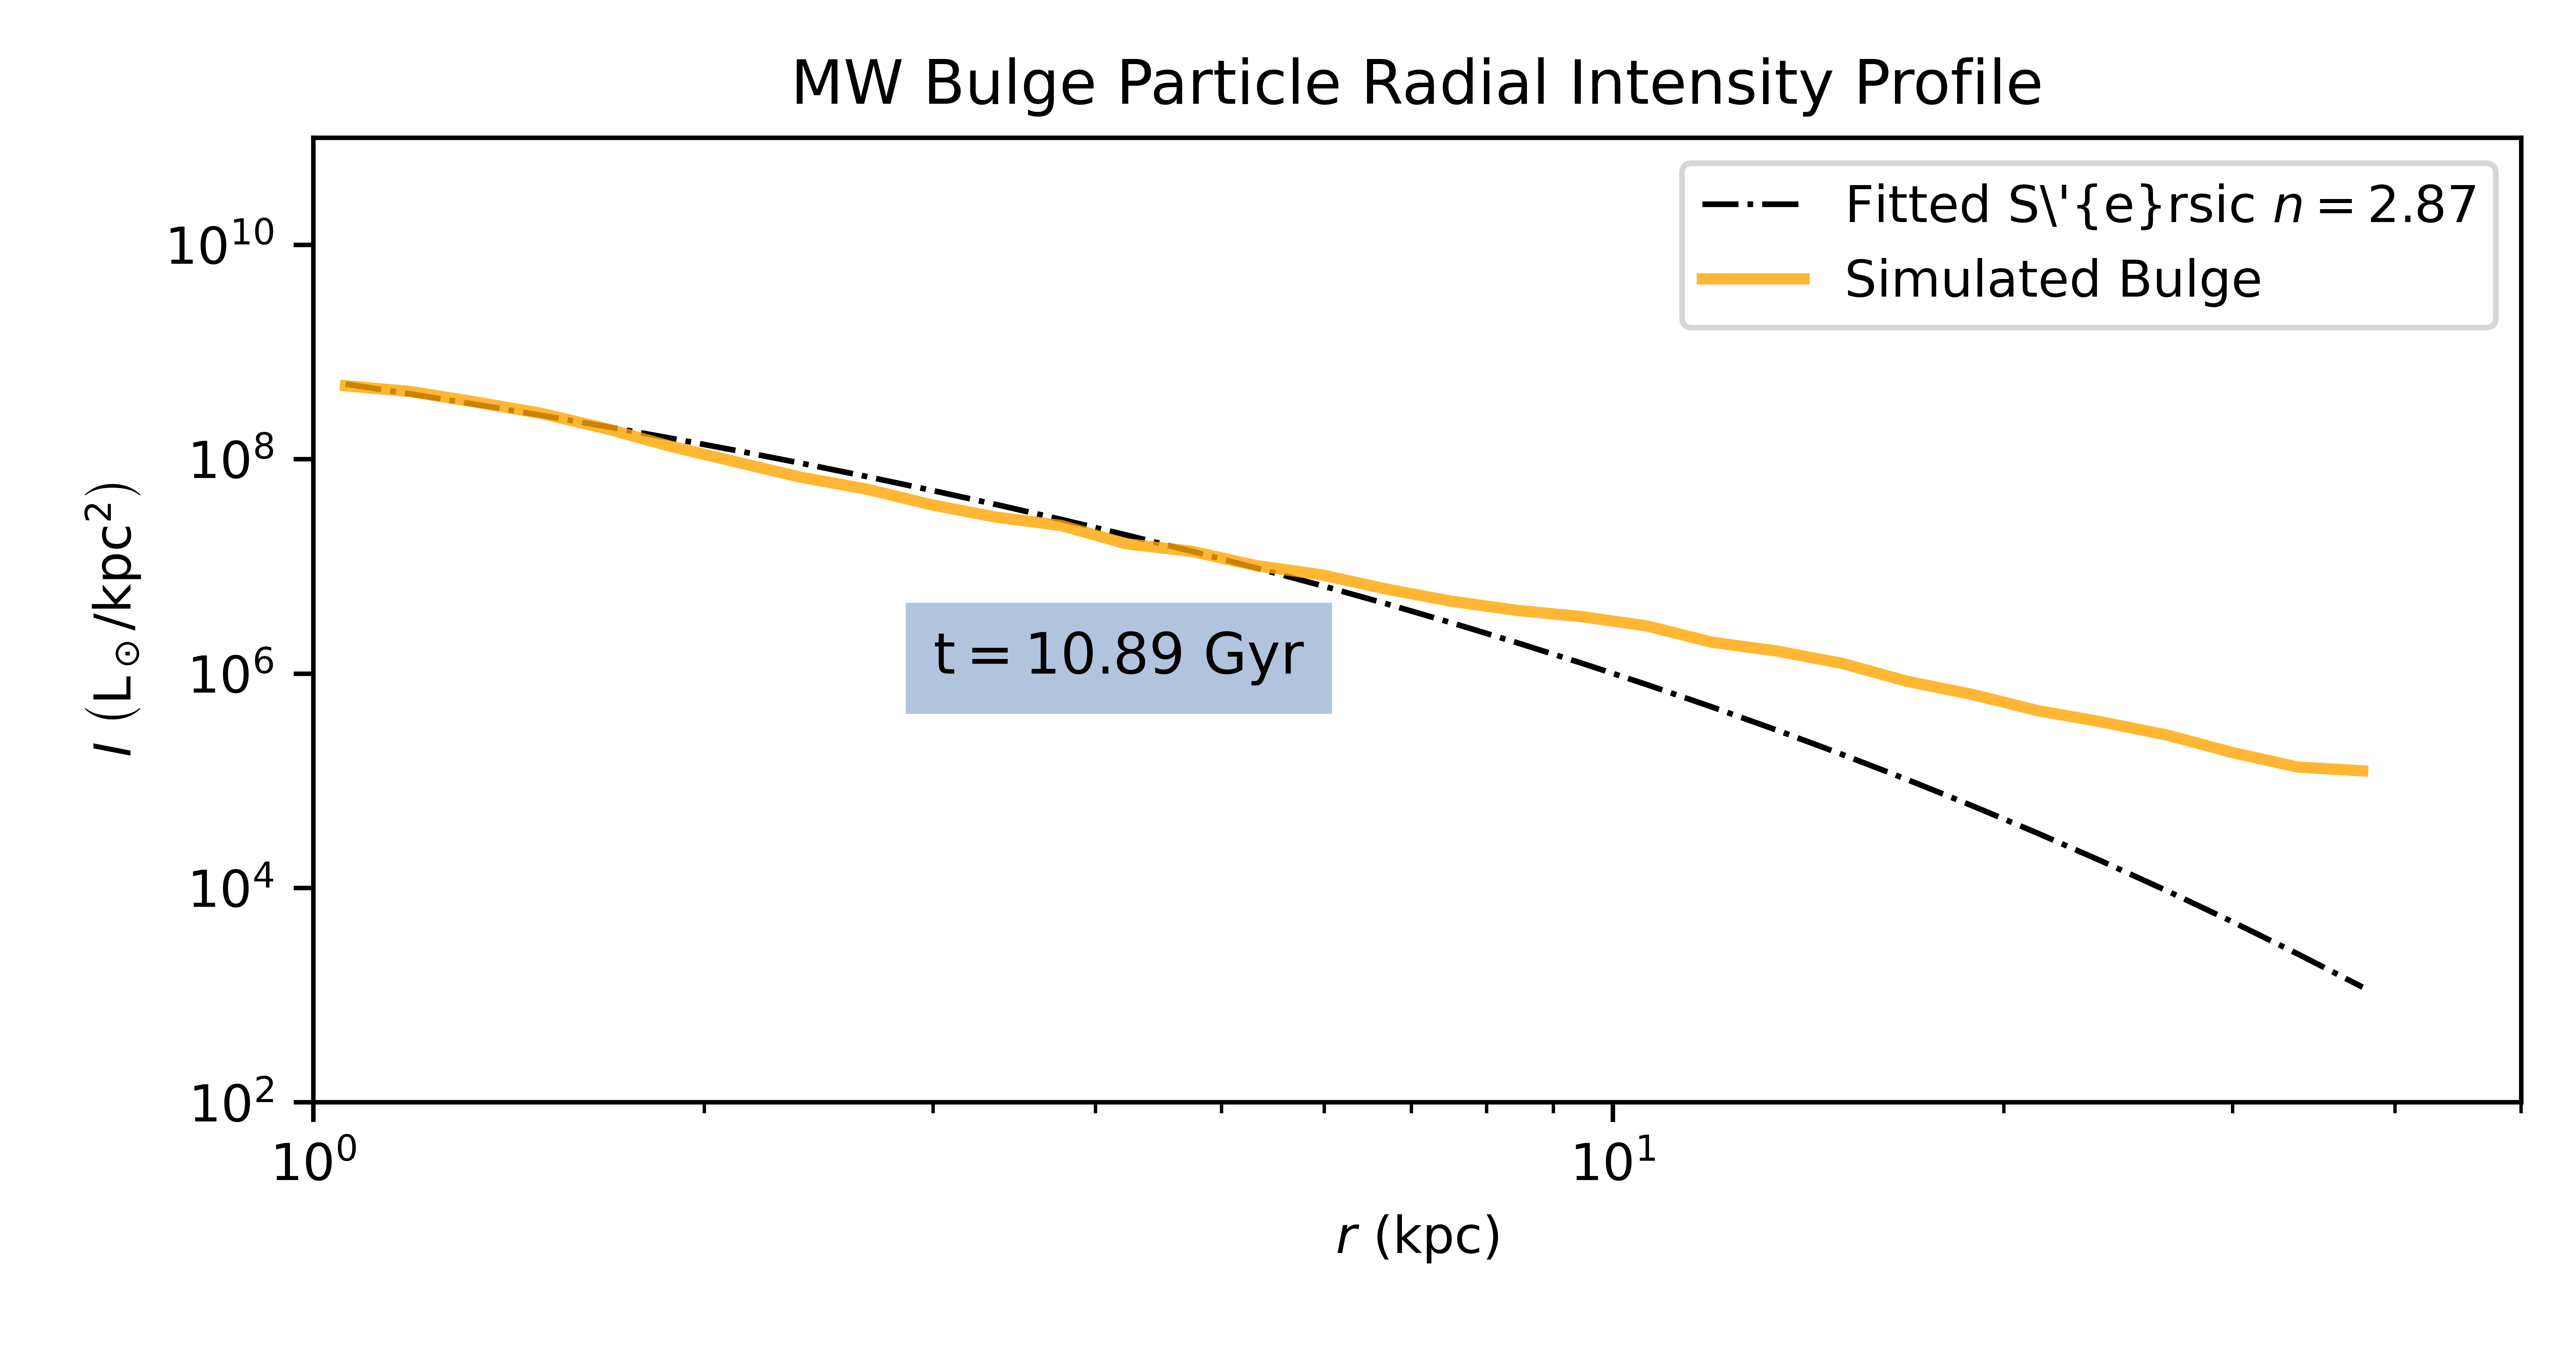 MW Bulge Particle Radial Intensity Profile
Fitted S\'{e}rsic n = 2.87
Simulated Bulge
10¹⁰
10⁸
10⁶
10⁴
10²
I (L☉/kpc²)
t = 10.89 Gyr
10⁰
10¹
r (kpc)